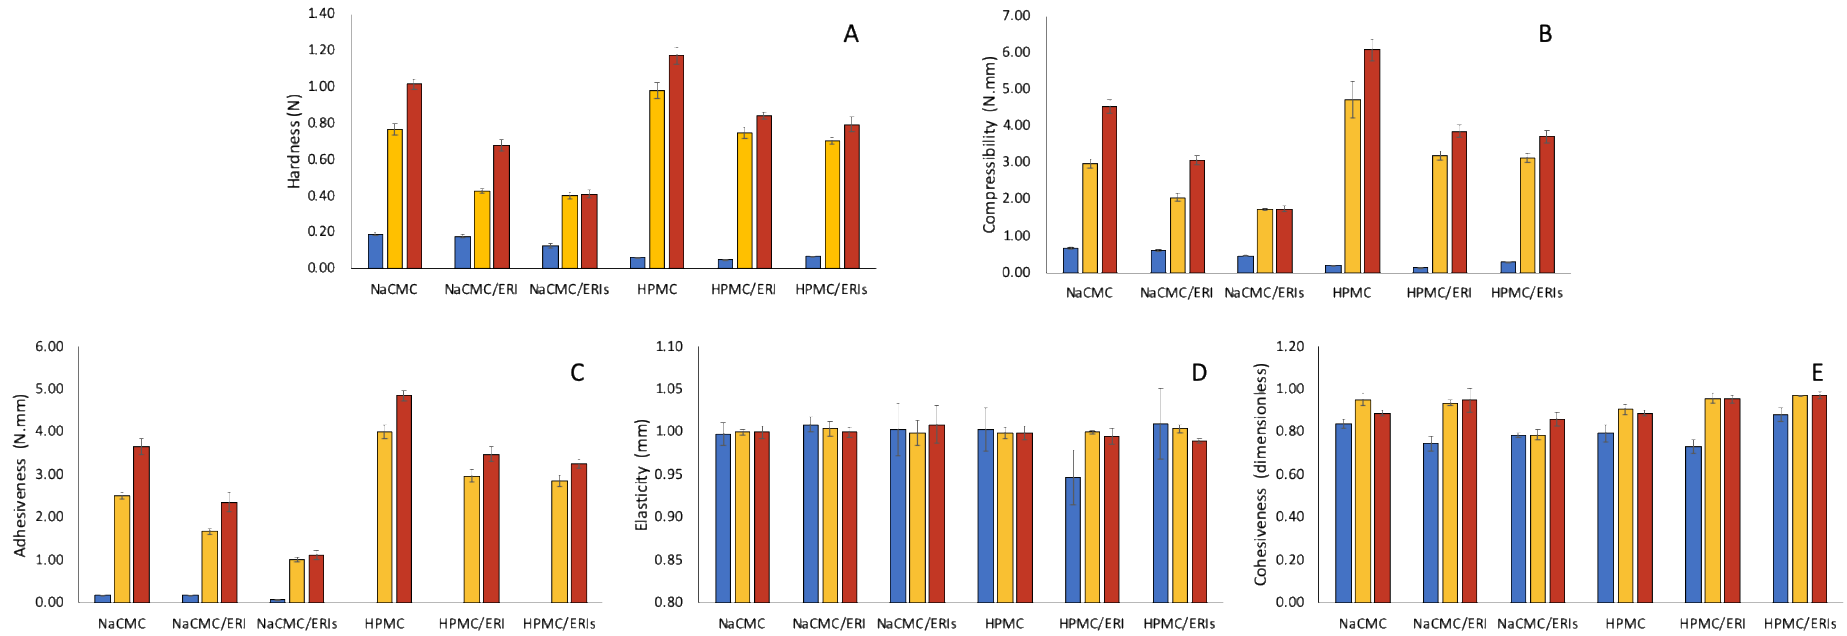 1.40
1.20
1.00
0.80
0.60
0.40
0.20
0.00
Hardness (N)
A
NaCMC NaCMC/ERI NaCMC/ERIs HPMC HPMC/ERI HPMC/ERIs
7.00
6.00
5.00
4.00
3.00
2.00
1.00
0.00
Compressibility (N.mm)
B
NaCMC NaCMC/ERI NaCMC/ERIs HPMC HPMC/ERI HPMC/ERIs
6.00
5.00
4.00
3.00
2.00
1.00
0.00
Adhesiveness (N.mm)
C
NaCMC NaCMC/ERI NaCMC/ERIs HPMC HPMC/ERI HPMC/ERIs
1.10
1.05
1.00
0.95
0.90
0.85
0.80
Elasticity (mm)
D
NaCMC NaCMC/ERI NaCMC/ERIs HPMC HPMC/ERI HPMC/ERIs
1.20
1.00
0.80
0.60
0.40
0.20
0.00
Cohesiveness (dimensionless)
E
NaCMC NaCMC/ERI NaCMC/ERIs HPMC HPMC/ERI HPMC/ERIs